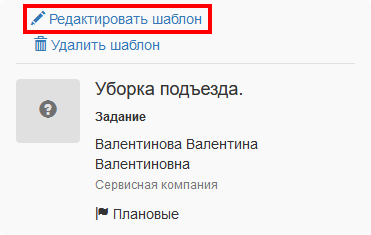 Редактировать шаблон
Удалить шаблон
Уборка подъезда.
Задание
Валентинова Валентина
Валентиновна
Сервисная компания
Плановые